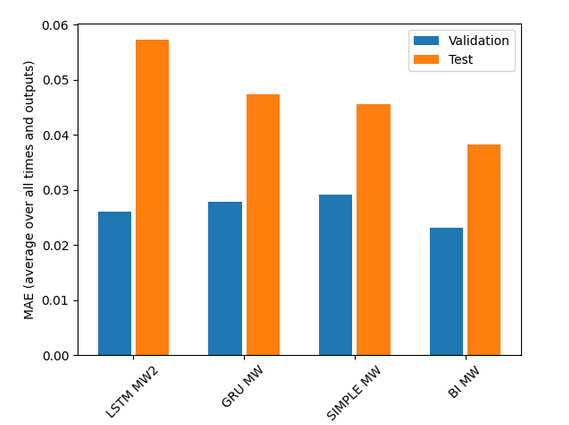 0.06
0.05
0.04
0.03
0.02
0.01
0.00
MAE (average over all times and outputs)
Validation
Test
LSTM MW2
GRU MW
SIMPLE MW
BI MW